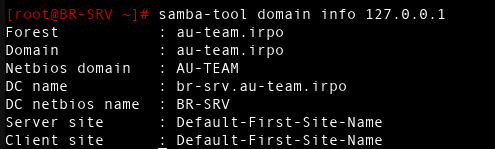 [root@BR-SRV ~]# samba-tool domain info 127.0.0.1
Forest           : au-team.irpo
Domain           : au-team.irpo
Netbios domain   : AU-TEAM
DC name          : br-srv.au-team.irpo
DC netbios name  : BR-SRV
Server site      : Default-First-Site-Name
Client site      : Default-First-Site-Name